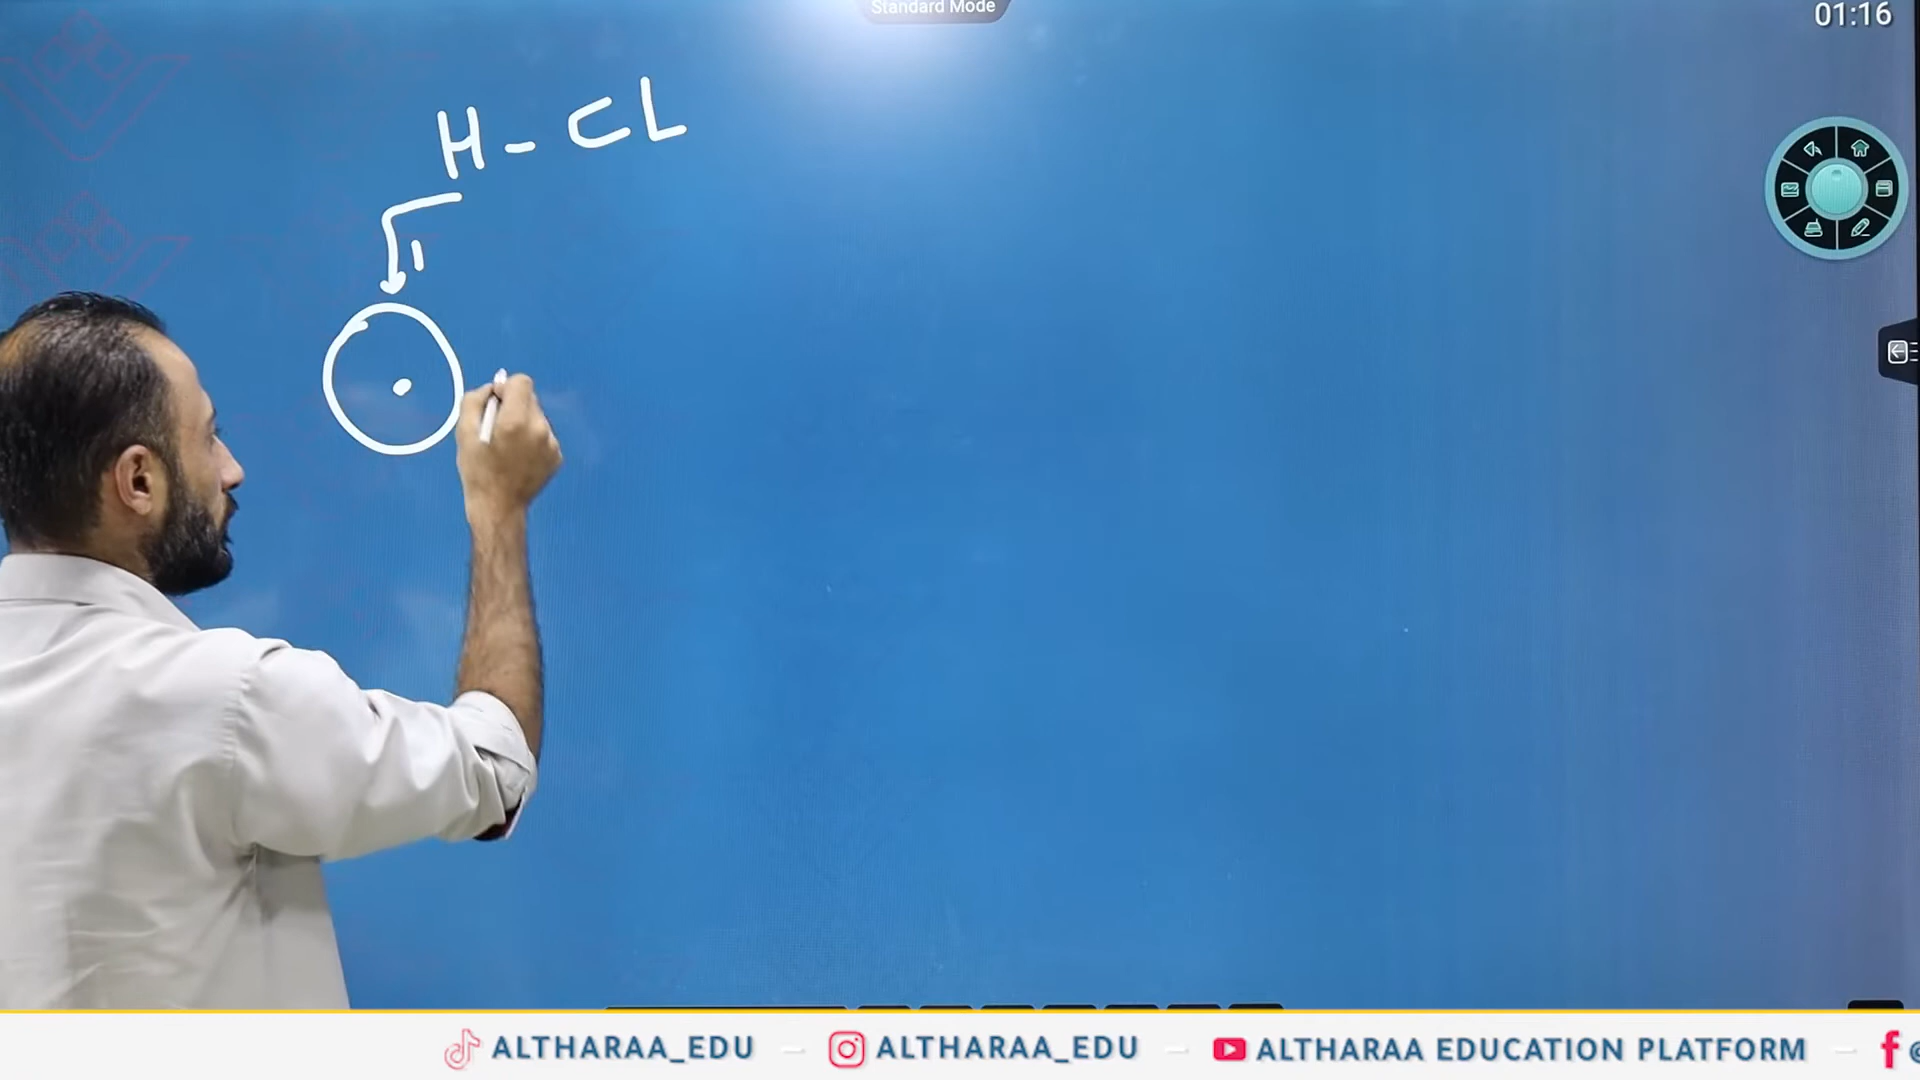 Standard Mode
01:16
H - CL
1
ALTHARAA_EDU — ALTHARAA_EDU — ALTHARAA EDUCATION PLATFORM —